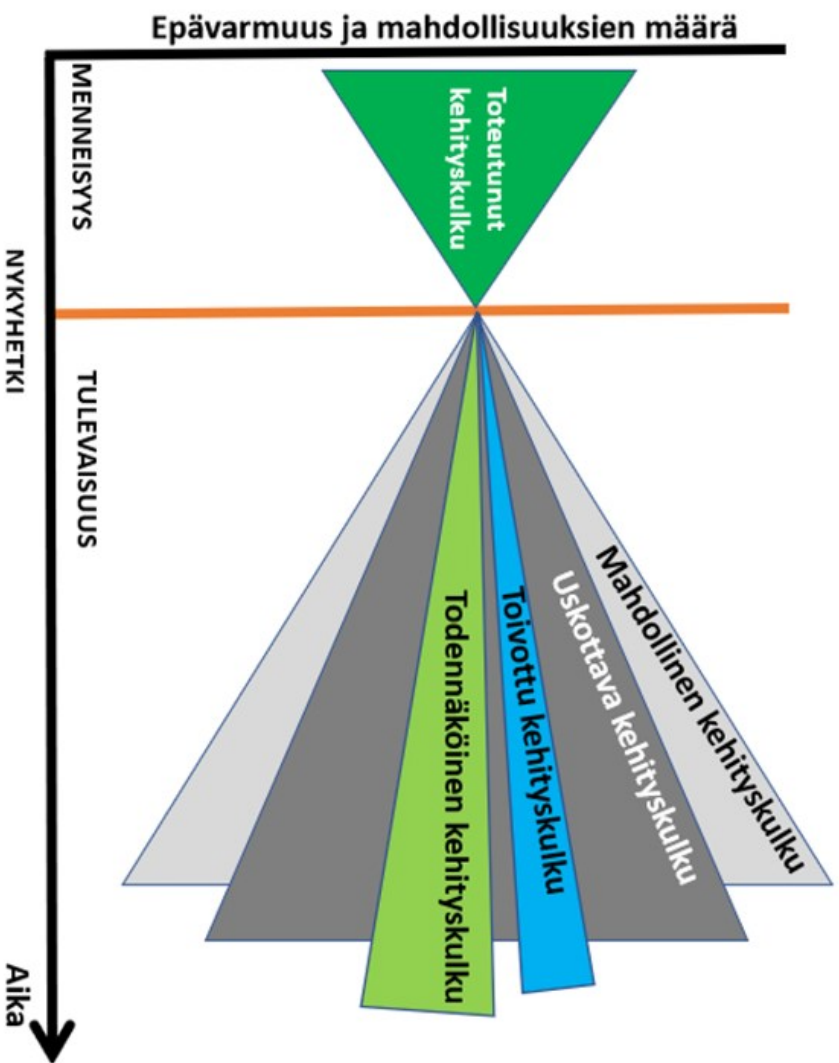 Epävarmuus ja mahdollisuuksien määrä
MENNEISYYS
Toteutunut
kehityskulku
NYKYHETKI
TULEVAISUUS
Todennäköinen kehityskulku
Toivottu kehityskulku
Uskottava kehityskulku
Mahdollinen kehityskulku
Aika